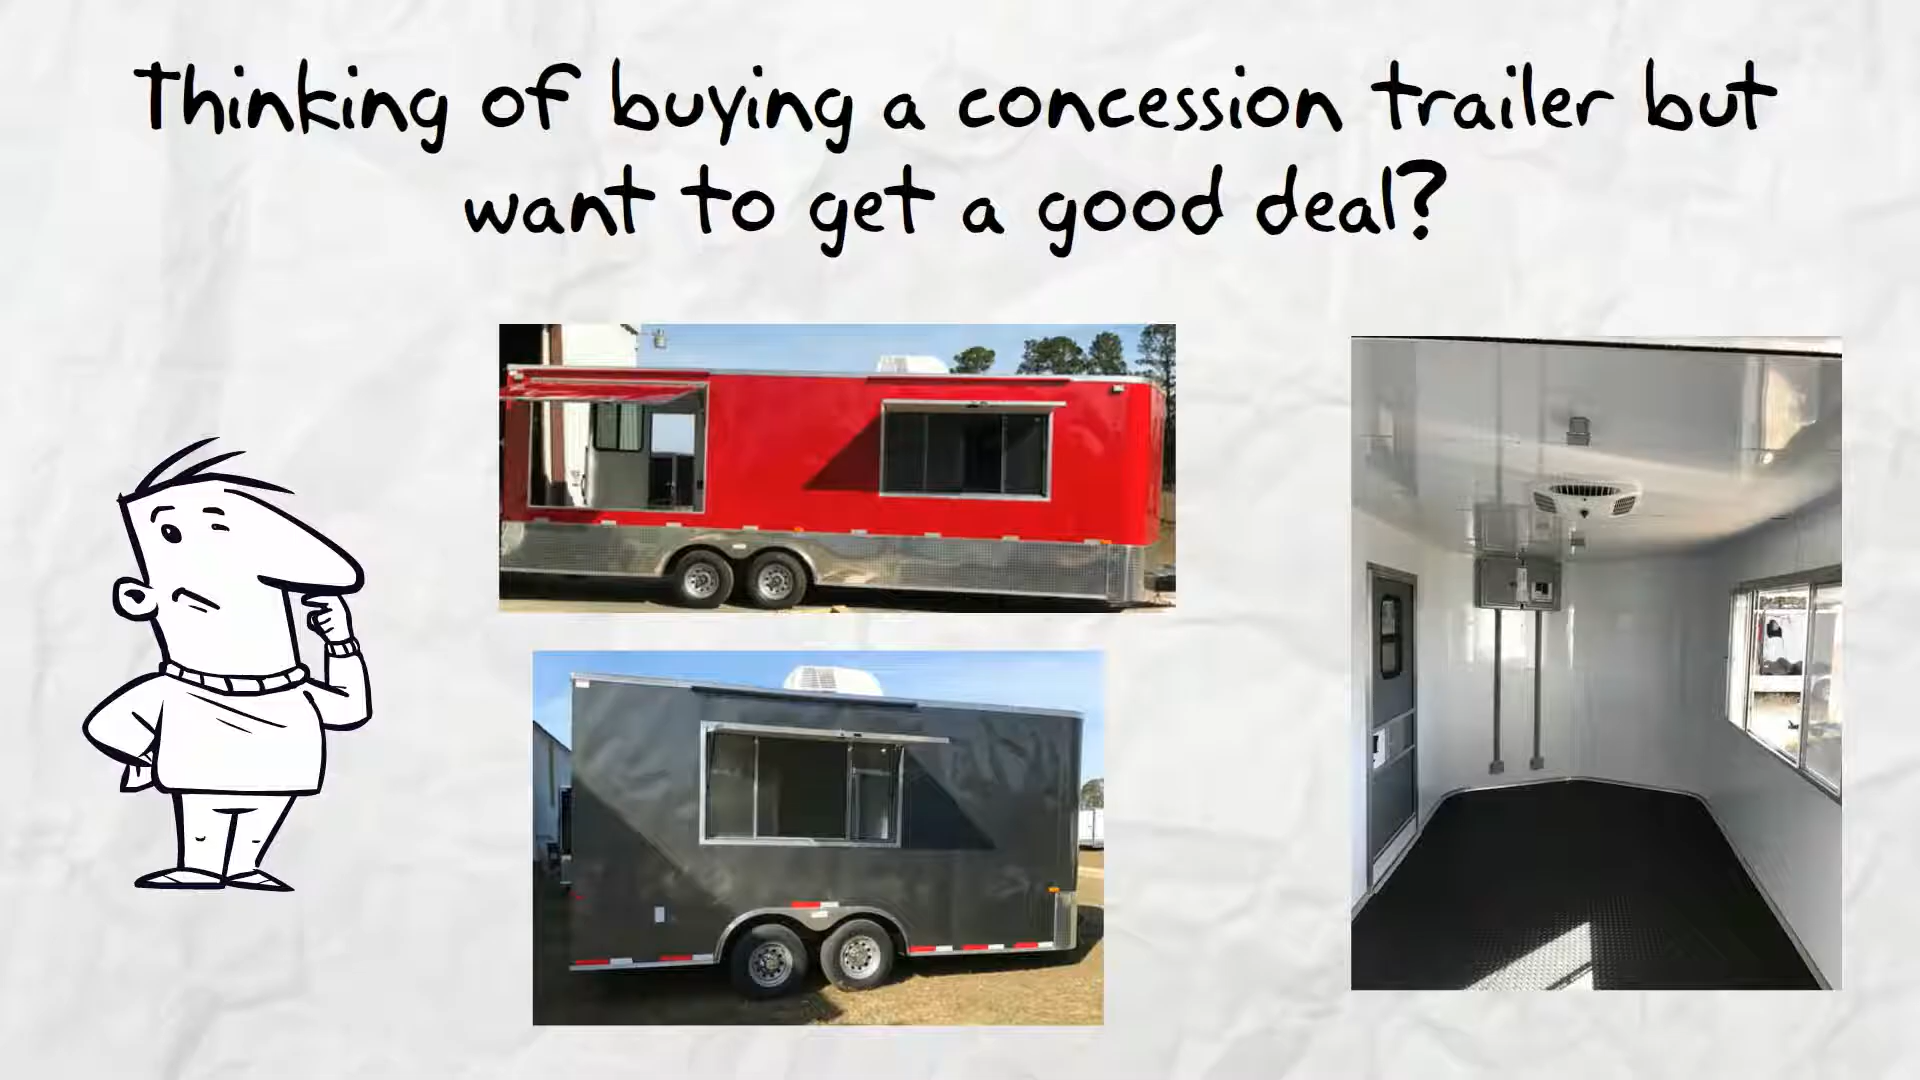 Thinking of buying a concession trailer but
want to get a good deal?